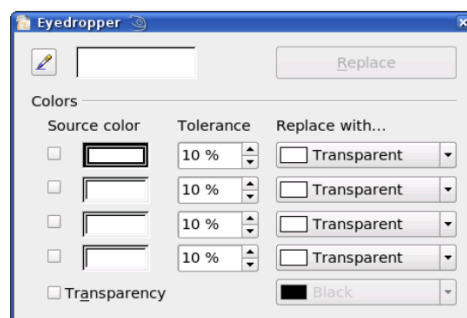 Eyedropper
Replace
Colors
Source color Tolerance Replace with...
10 % Transparent
10 % Transparent
10 % Transparent
10 % Transparent
Transparency Black